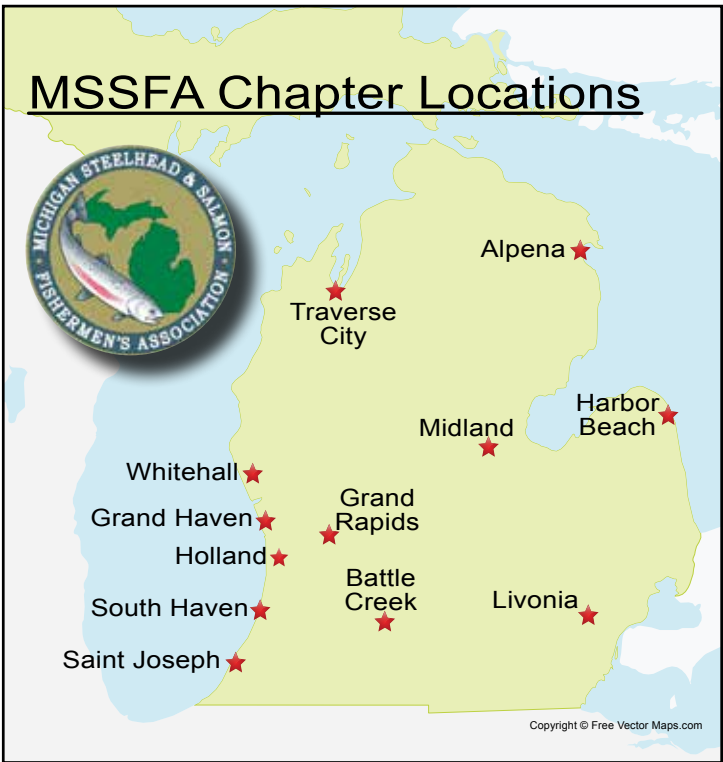 MSSFA Chapter Locations
MICHIGAN STEELHEAD & SALMON
FISHERMEN'S ASSOCIATION
Alpena
Traverse
City
Harbor
Beach
Midland
Whitehall
Grand
Rapids
Grand Haven
Holland
Battle
Creek
South Haven
Livonia
Saint Joseph
Copyright © Free Vector Maps.com